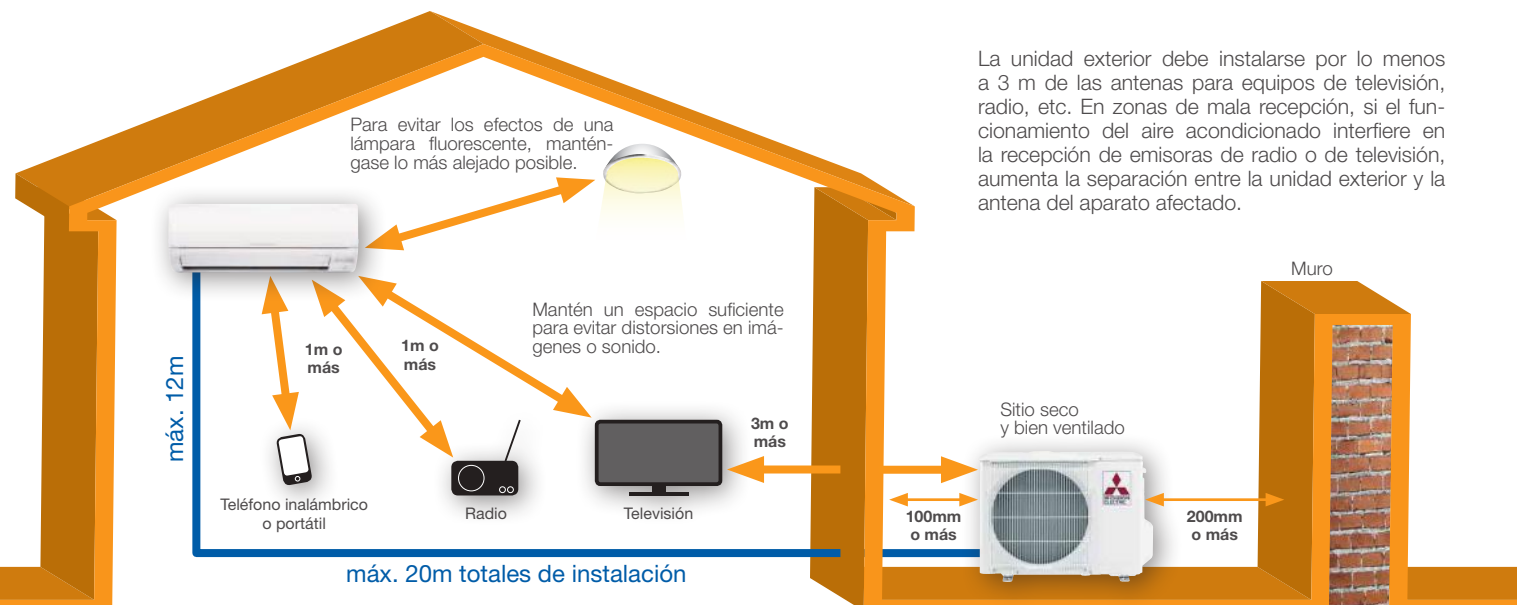 La unidad exterior debe instalarse por lo menos
a 3 m de las antenas para equipos de televisión,
radio, etc. En zonas de mala recepción, si el fun-
cionamiento del aire acondicionado interfiere en
la recepción de emisoras de radio o de televisión,
aumenta la separación entre la unidad exterior y la
antena del aparato afectado.
Para evitar los efectos de una
lámpara fluorescente, mantén-
gase lo más alejado posible.
Muro
Mantén un espacio suficiente
para evitar distorsiones en imá-
genes o sonido.
1m o
más
1m o
más
máx. 12m
3m o
más
Sitio seco
y bien ventilado
MITSUBISHI
ELECTRIC
Teléfono inalámbrico
o portátil
Radio
Televisión
100mm
o más
200mm
o más
máx. 20m totales de instalación